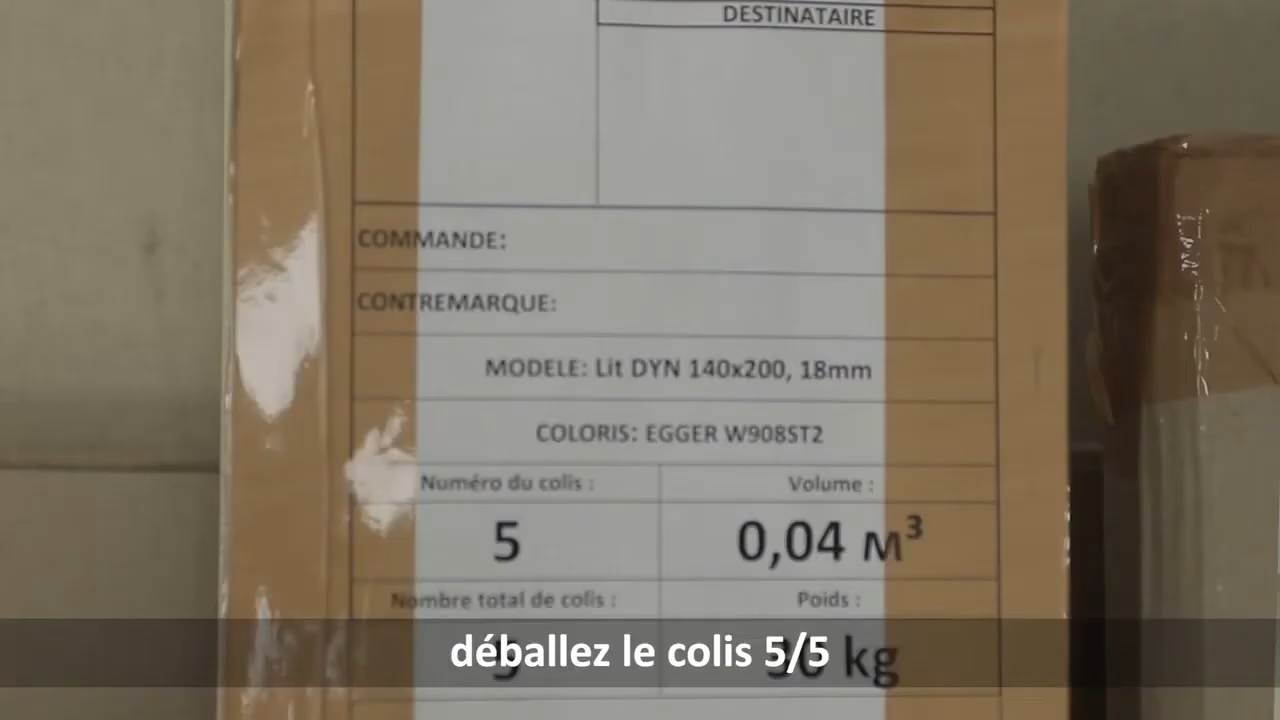 DESTINATAIRE
COMMANDE:
CONTREMARQUE:
MODELE: Lit DYN 140x200, 18mm
COLORIS: EGGER W908ST2
Numéro du colis :
Volume :
5
0,04 м³
Nombre total de colis :
Poids :
5
kg
déballez le colis 5/5